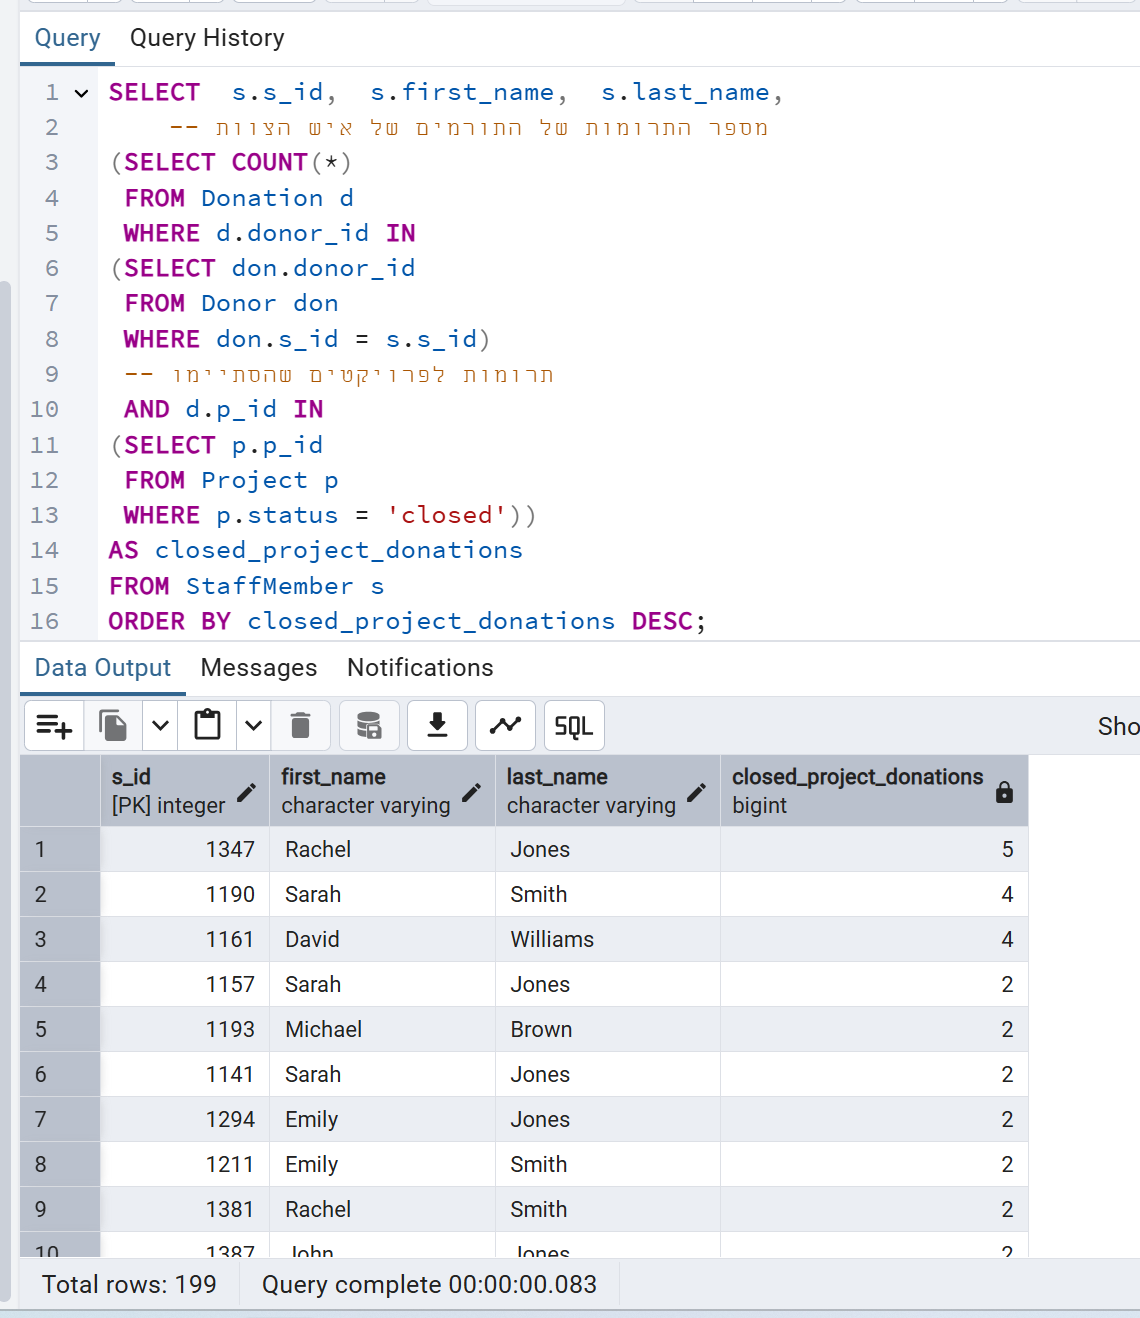 Query Query History
1 SELECT  s.s_id,  s.first_name,  s.last_name,
2 -- מספר התרומות של התורמים של איש הצוות
3 (SELECT COUNT(*)
4 FROM Donation d
5 WHERE d.donor_id IN
6 (SELECT don.donor_id
7 FROM Donor don
8 WHERE don.s_id = s.s_id)
9 -- תרומות לפרויקטים שהסתיימו
10 AND d.p_id IN
11 (SELECT p.p_id
12 FROM Project p
13 WHERE p.status = 'closed'))
14 AS closed_project_donations
15 FROM StaffMember s
16 ORDER BY closed_project_donations DESC;
Data Output Messages Notifications
SQL Sho
s_id first_name last_name closed_project_donations
[PK] integer character varying character varying bigint
1 1347 Rachel Jones 5
2 1190 Sarah Smith 4
3 1161 David Williams 4
4 1157 Sarah Jones 2
5 1193 Michael Brown 2
6 1141 Sarah Jones 2
7 1294 Emily Jones 2
8 1211 Emily Smith 2
9 1381 Rachel Smith 2
10 1387 John Jones 2
Total rows: 199 Query complete 00:00:00.083